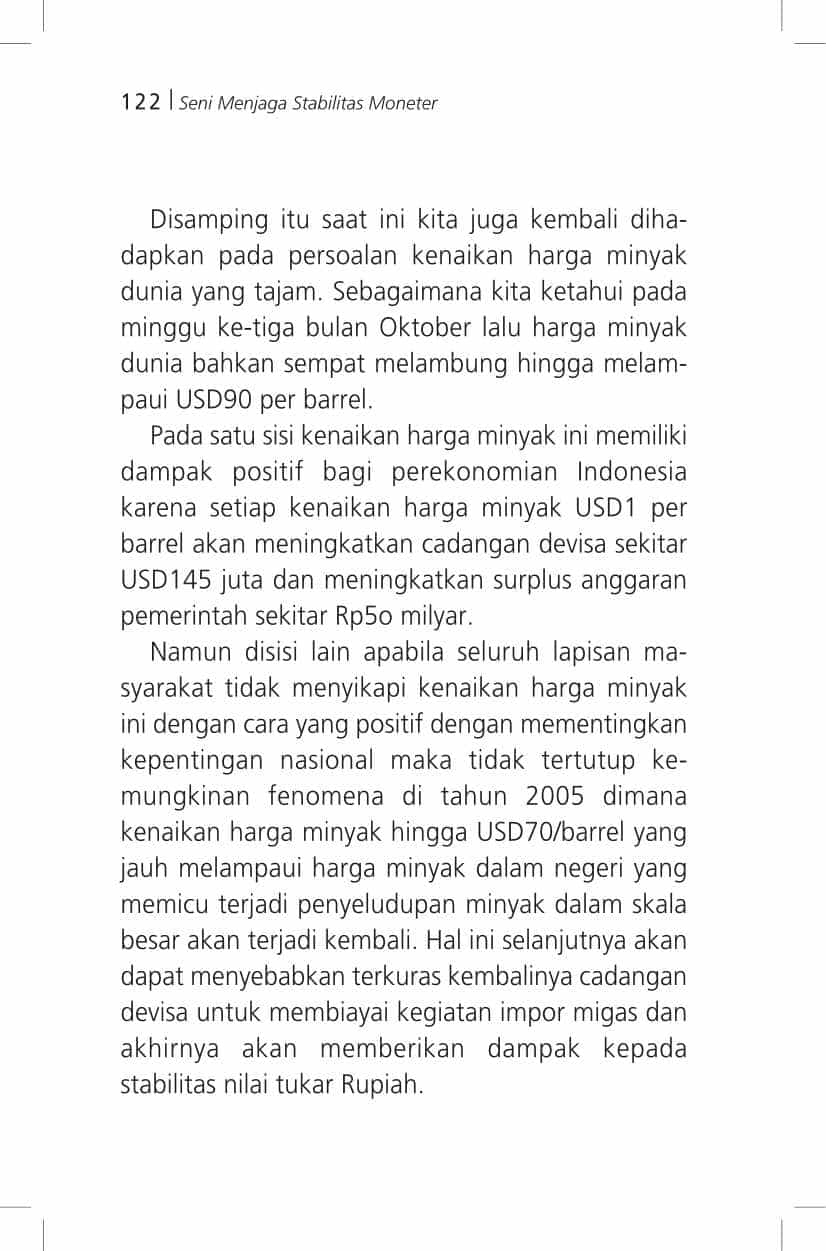 122 | Seni Menjaga Stabilitas Moneter
Disamping itu saat ini kita juga kembali diha-
dapkan pada persoalan kenaikan harga minyak
dunia yang tajam. Sebagaimana kita ketahui pada
minggu ke-tiga bulan Oktober lalu harga minyak
dunia bahkan sempat melambung hingga melam-
paui USD90 per barrel.
Pada satu sisi kenaikan harga minyak ini memiliki
dampak positif bagi perekonomian Indonesia
karena setiap kenaikan harga minyak USD1 per
barrel akan meningkatkan cadangan devisa sekitar
USD145 juta dan meningkatkan surplus anggaran
pemerintah sekitar Rp5o milyar.
Namun disisi lain apabila seluruh lapisan ma-
syarakat tidak menyikapi kenaikan harga minyak
ini dengan cara yang positif dengan mementingkan
kepentingan nasional maka tidak tertutup ke-
mungkinan fenomena di tahun 2005 dimana
kenaikan harga minyak hingga USD70/barrel yang
jauh melampaui harga minyak dalam negeri yang
memicu terjadi penyeludupan minyak dalam skala
besar akan terjadi kembali. Hal ini selanjutnya akan
dapat menyebabkan terkuras kembalinya cadangan
devisa untuk membiayai kegiatan impor migas dan
akhirnya akan memberikan dampak kepada
stabilitas nilai tukar Rupiah.